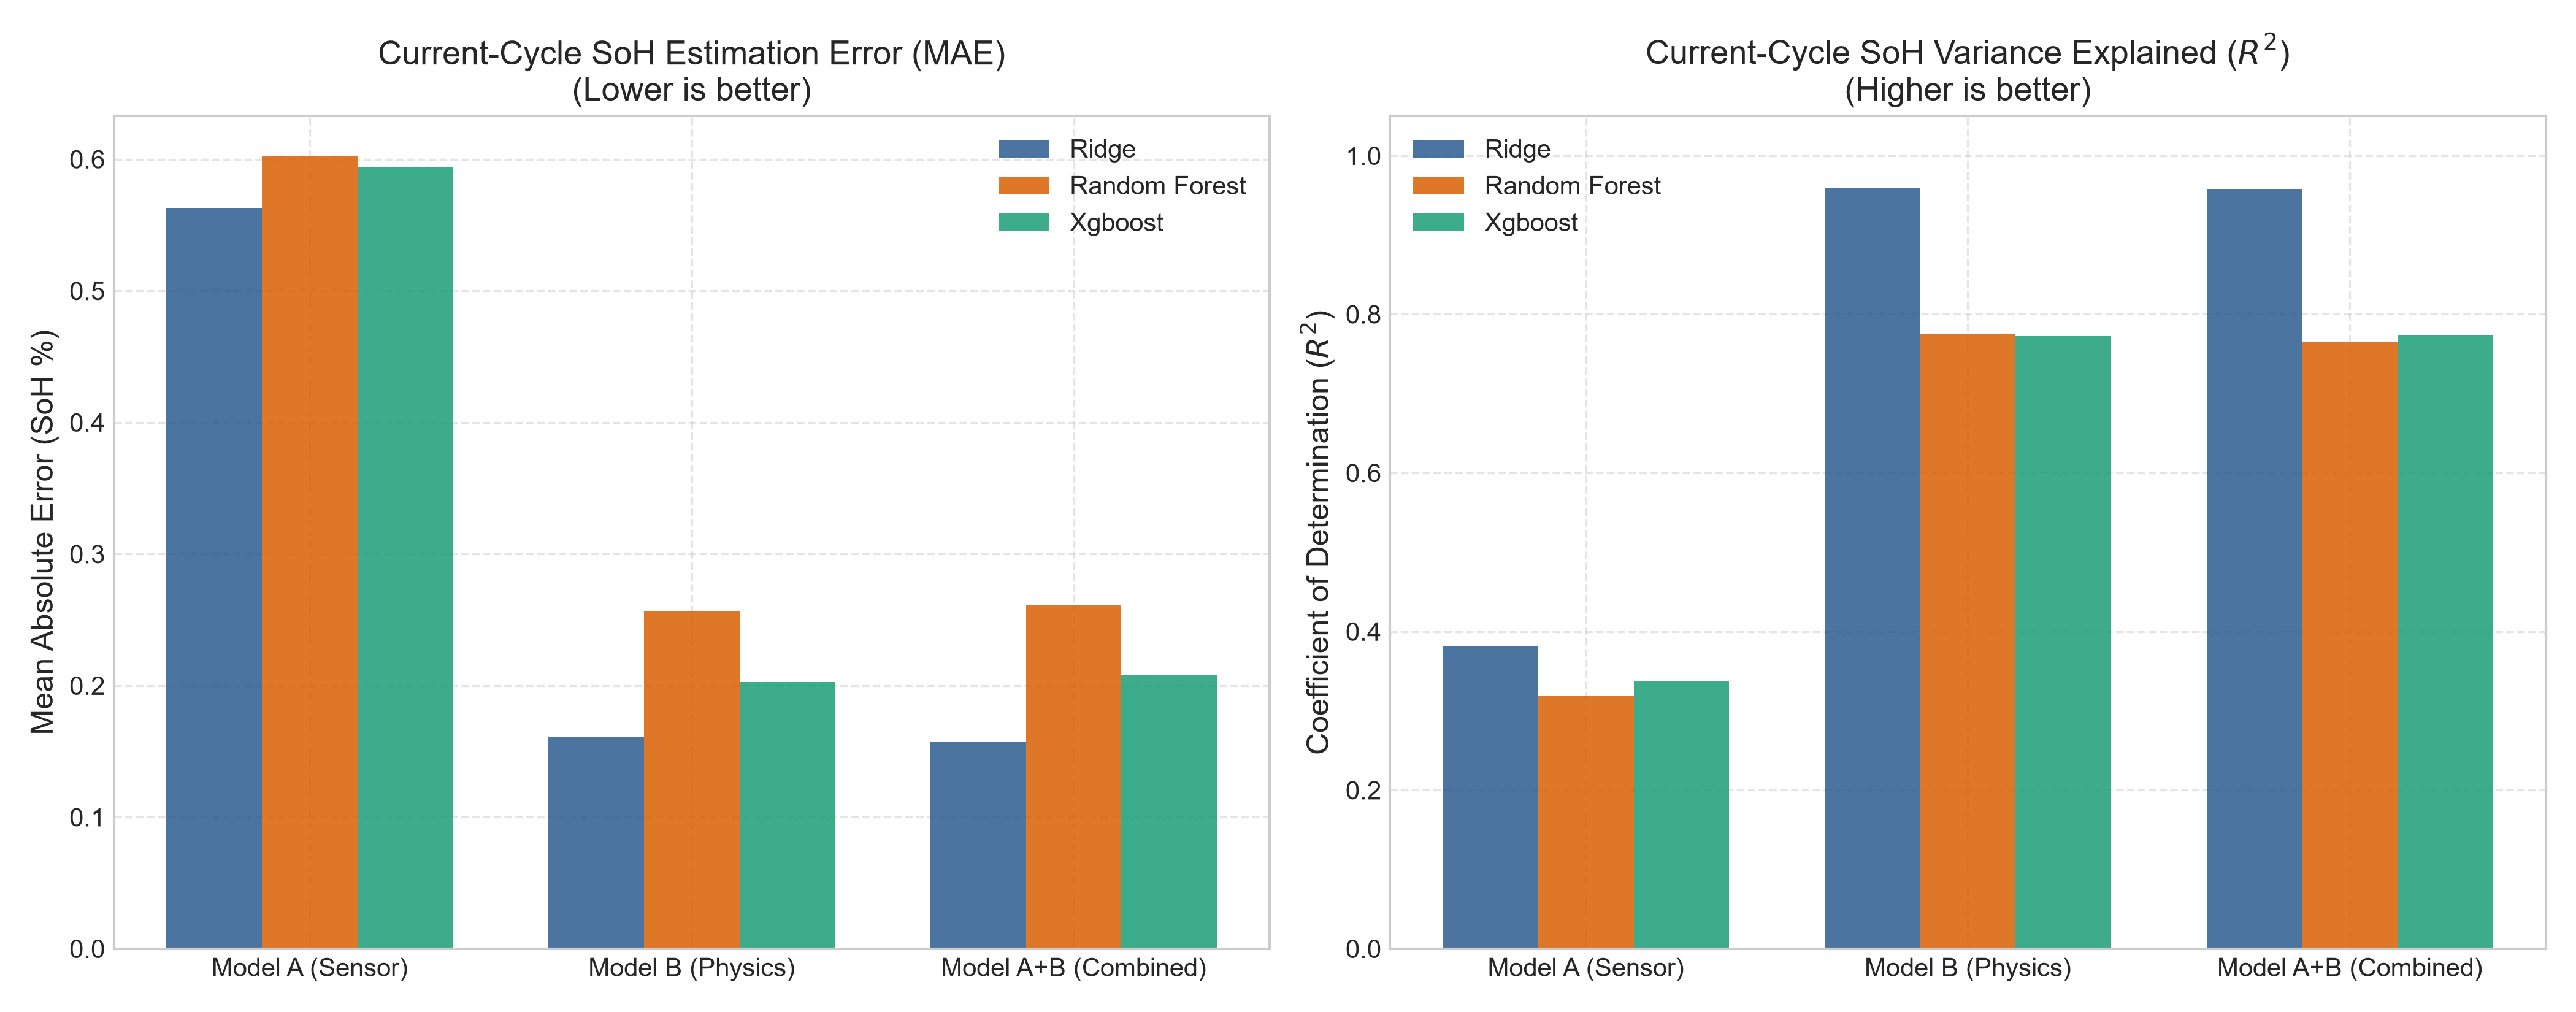 Current-Cycle SoH Estimation Error (MAE)
(Lower is better)
Mean Absolute Error (SoH %)
0.6
0.5
0.4
0.3
0.2
0.1
0.0
Ridge
Random Forest
Xgboost
Model A (Sensor)
Model B (Physics)
Model A+B (Combined)
Current-Cycle SoH Variance Explained (R²)
(Higher is better)
Coefficient of Determination (R²)
1.0
0.8
0.6
0.4
0.2
0.0
Ridge
Random Forest
Xgboost
Model A (Sensor)
Model B (Physics)
Model A+B (Combined)